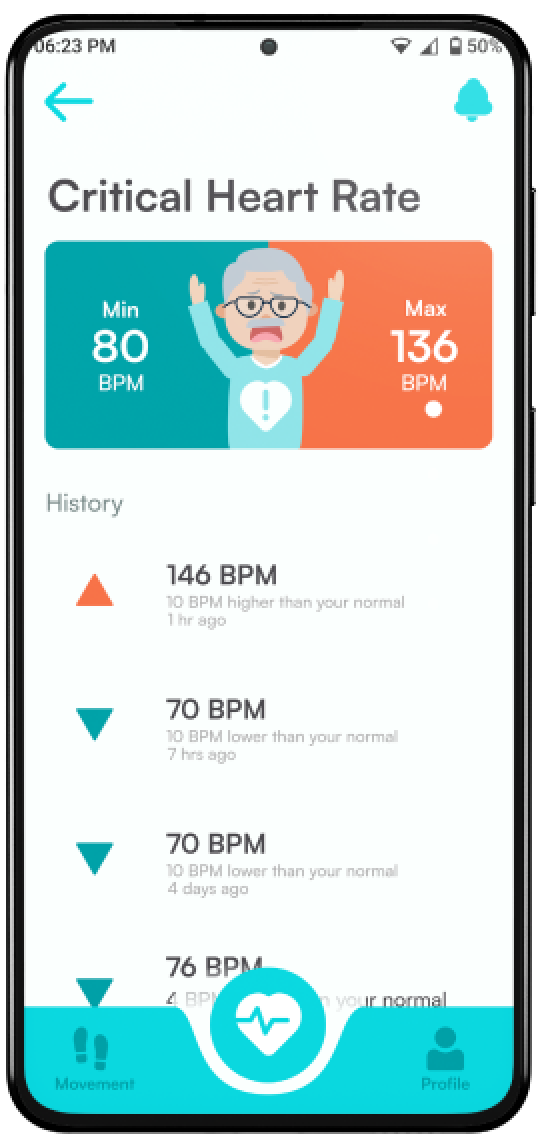 06:23 PM
50%
Critical Heart Rate
Min
80
BPM
Max
136
BPM
History
146 BPM
10 BPM higher than your normal
1 hr ago
70 BPM
10 BPM lower than your normal
7 hrs ago
70 BPM
10 BPM lower than your normal
4 days ago
76 BPM
4 BPM your normal
Movement
Profile